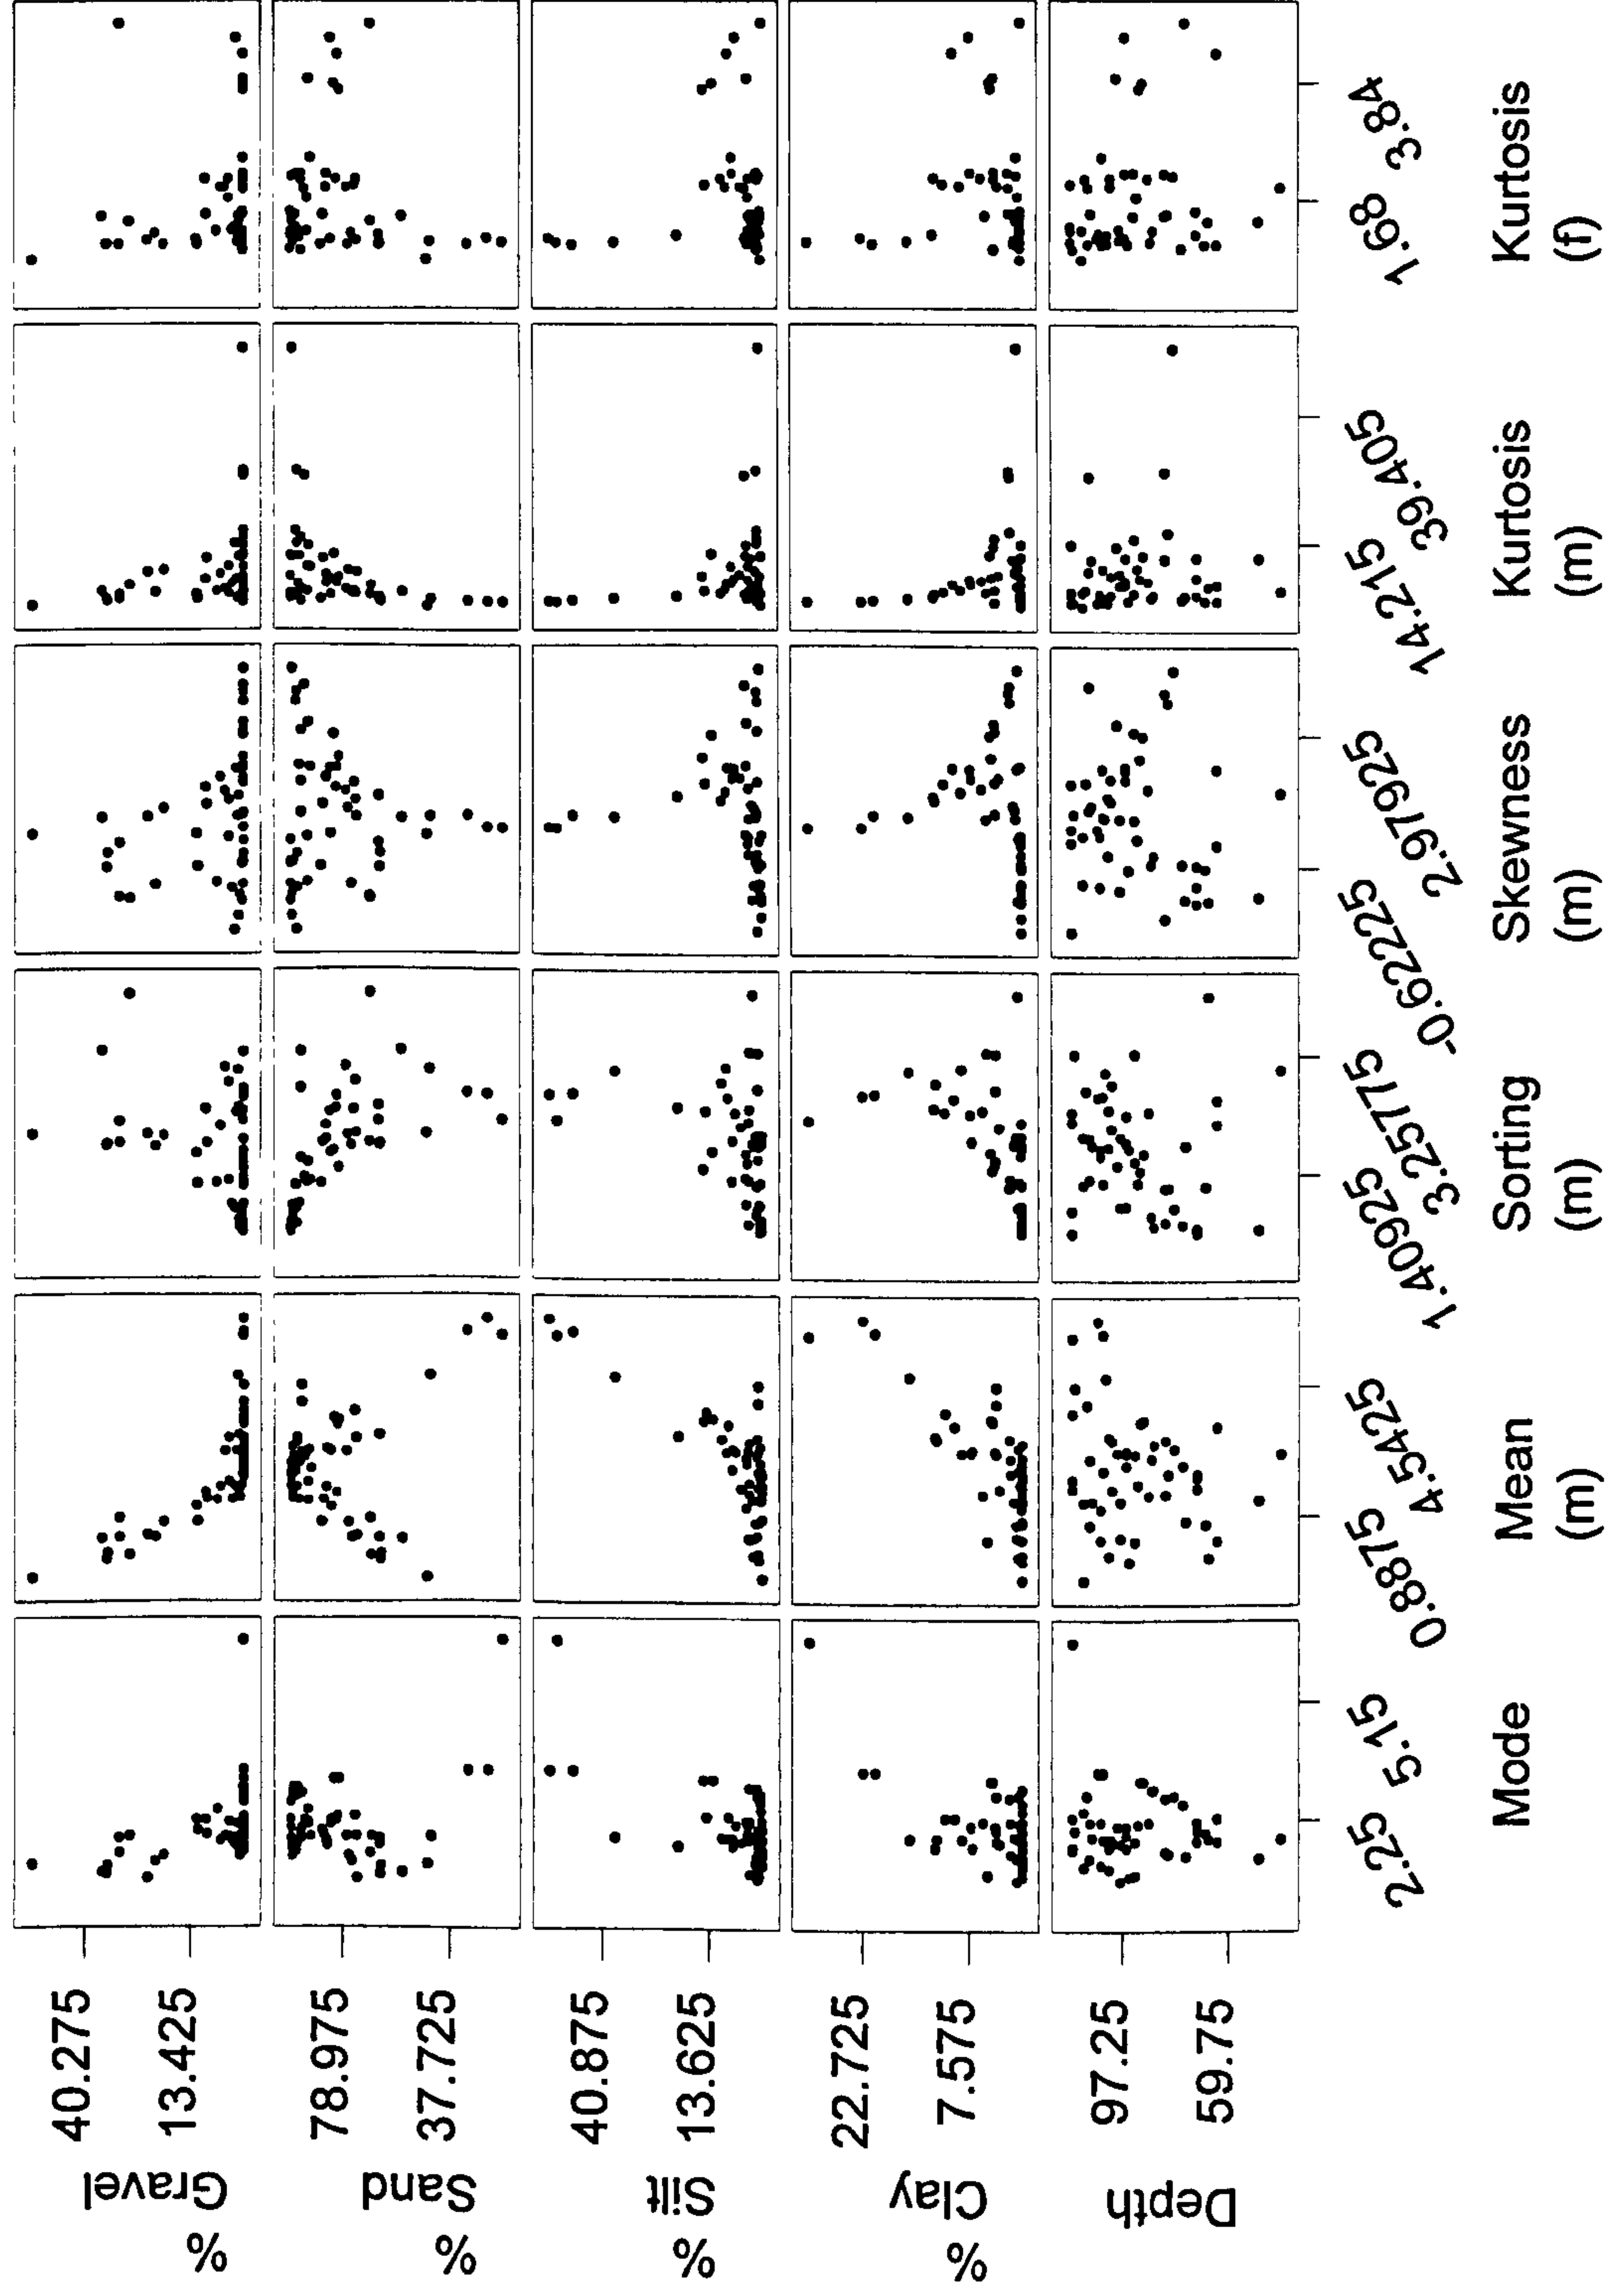 Gravel
%
40.275
13.425
Sand
%
78.975
37.725
Silt
%
40.875
13.625
Clay
%
22.725
7.575
Depth
97.25
59.75
2.25
5.15
0.8875
4.5425
1.40925
3.25775
-0.62225
2.97925
14.215
39.405
1.68
3.84
Mode
Mean
(m)
Sorting
(m)
Skewness
(m)
Kurtosis
(m)
Kurtosis
(f)